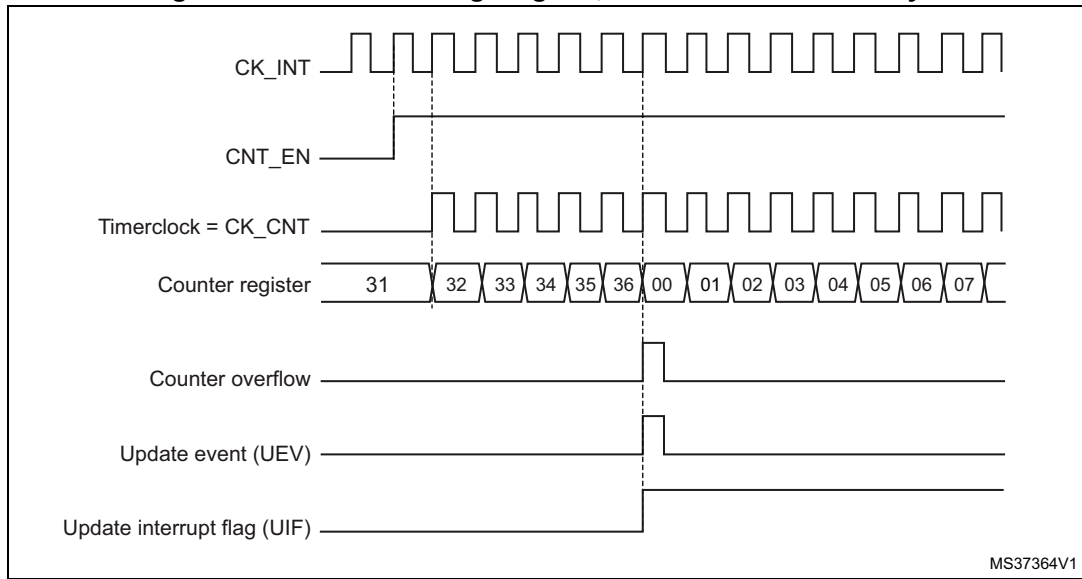 CK_INT
CNT_EN
Timerclock = CK_CNT
Counter register 31 32 33 34 35 36 00 01 02 03 04 05 06 07
Counter overflow
Update event (UEV)
Update interrupt flag (UIF)
MS37364V1